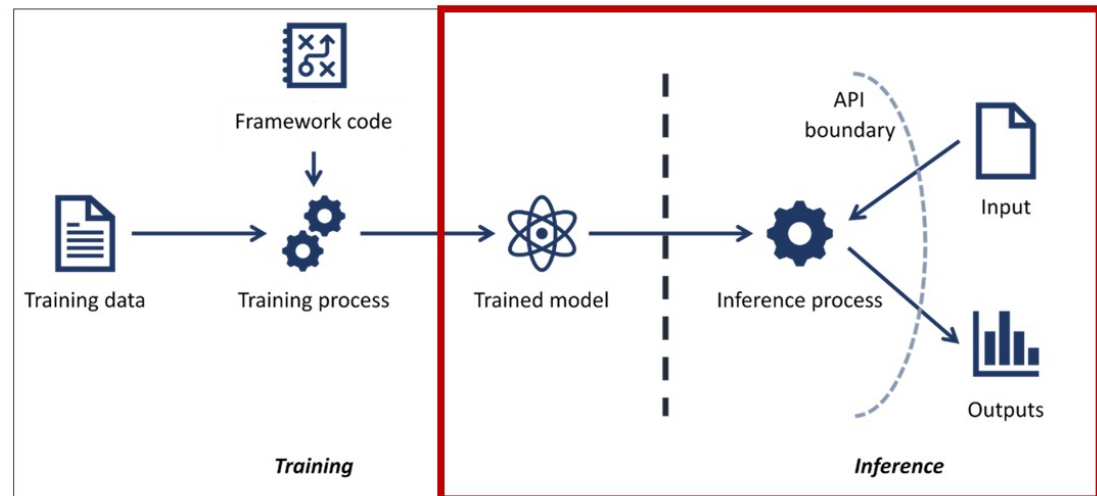 Framework code
API
boundary
Input
Training data
Training process
Trained model
Inference process
Outputs
Training
Inference